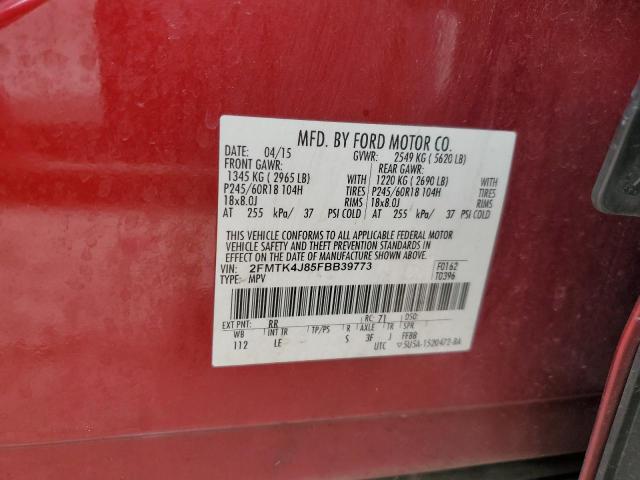 MFD. BY FORD MOTOR CO.
DATE: 04/15 GVWR: 2549 KG ( 5620 LB)
FRONT GAWR: REAR GAWR:
1345 KG ( 2965 LB) WITH 1220 KG ( 2690 LB) WITH
P245/60R18 104H TIRES P245/60R18 104H TIRES
18x8.0J RIMS 18x8.0J RIMS
AT 255 kPa/ 37 PSI COLD AT 255 kPa/ 37 PSI COLD
THIS VEHICLE CONFORMS TO ALL APPLICABLE FEDERAL MOTOR
VEHICLE SAFETY AND THEFT PREVENTION STANDARDS IN
EFFECT ON THE DATE OF MANUFACTURE SHOWN ABOVE.
VIN: 2FMTK4J85FBB39773 F0162
TYPE: MPV T0396
EXT PNT: RR RC: 71 DSO:
WB INT TR TP/PS R AXLE TR SPR
112 LE S 3F J FFBB
UTC ▽5U5A-1520472-BA